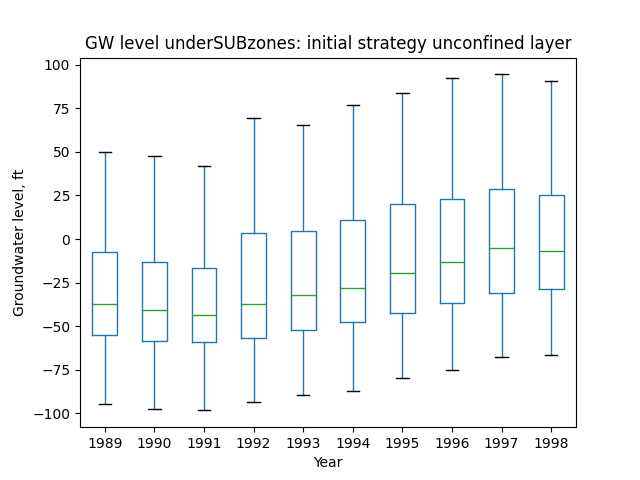 GW level underSUBzones: initial strategy unconfined layer
100
75
50
25
0
−25
−50
−75
−100
Groundwater level, ft
1989 1990 1991 1992 1993 1994 1995 1996 1997 1998
Year